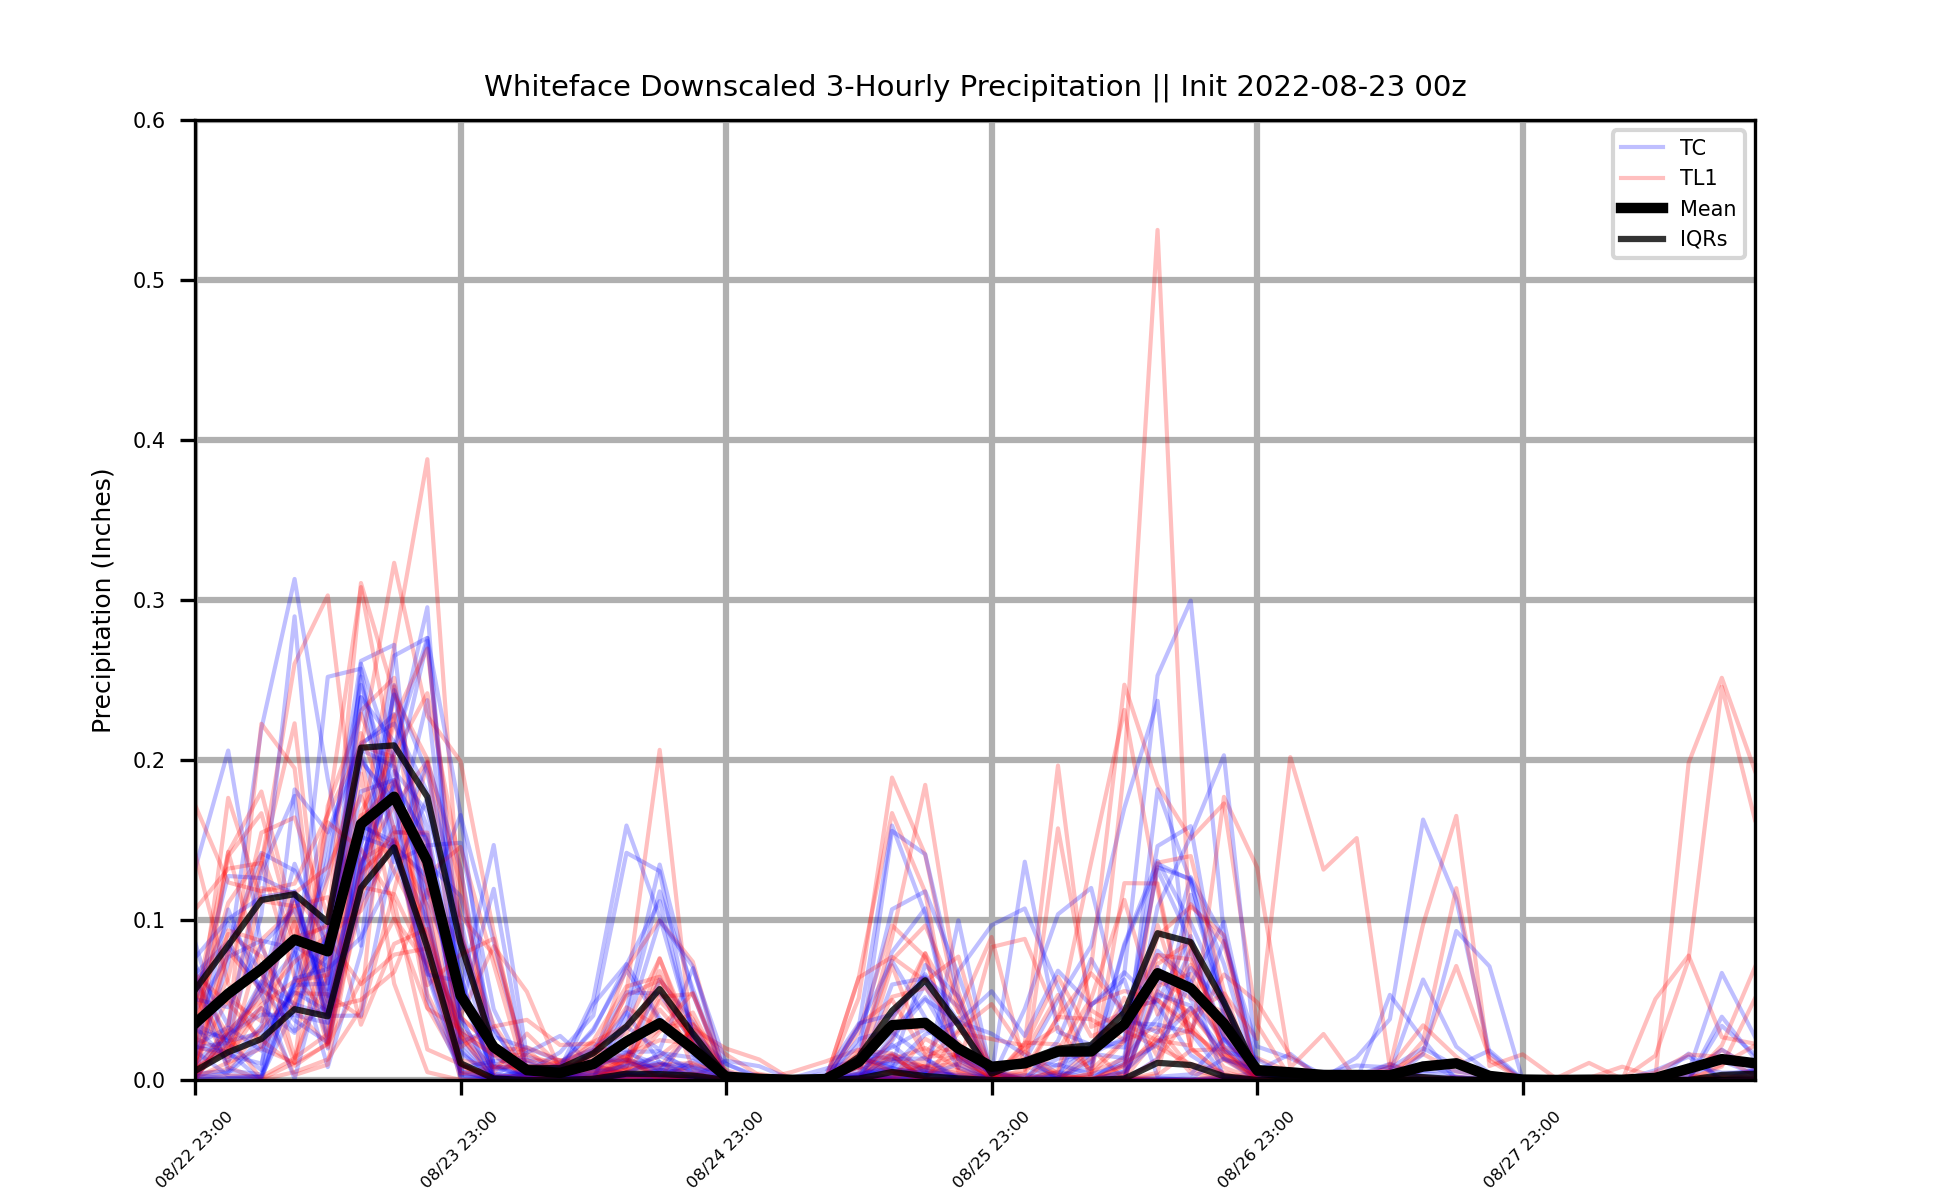 Whiteface Downscaled 3-Hourly Precipitation || Init 2022-08-23 00z
TC
TL1
Mean
IQRs
Precipitation (Inches)
0.6
0.5
0.4
0.3
0.2
0.1
0.0
08/22 23:00
08/23 23:00
08/24 23:00
08/25 23:00
08/26 23:00
08/27 23:00